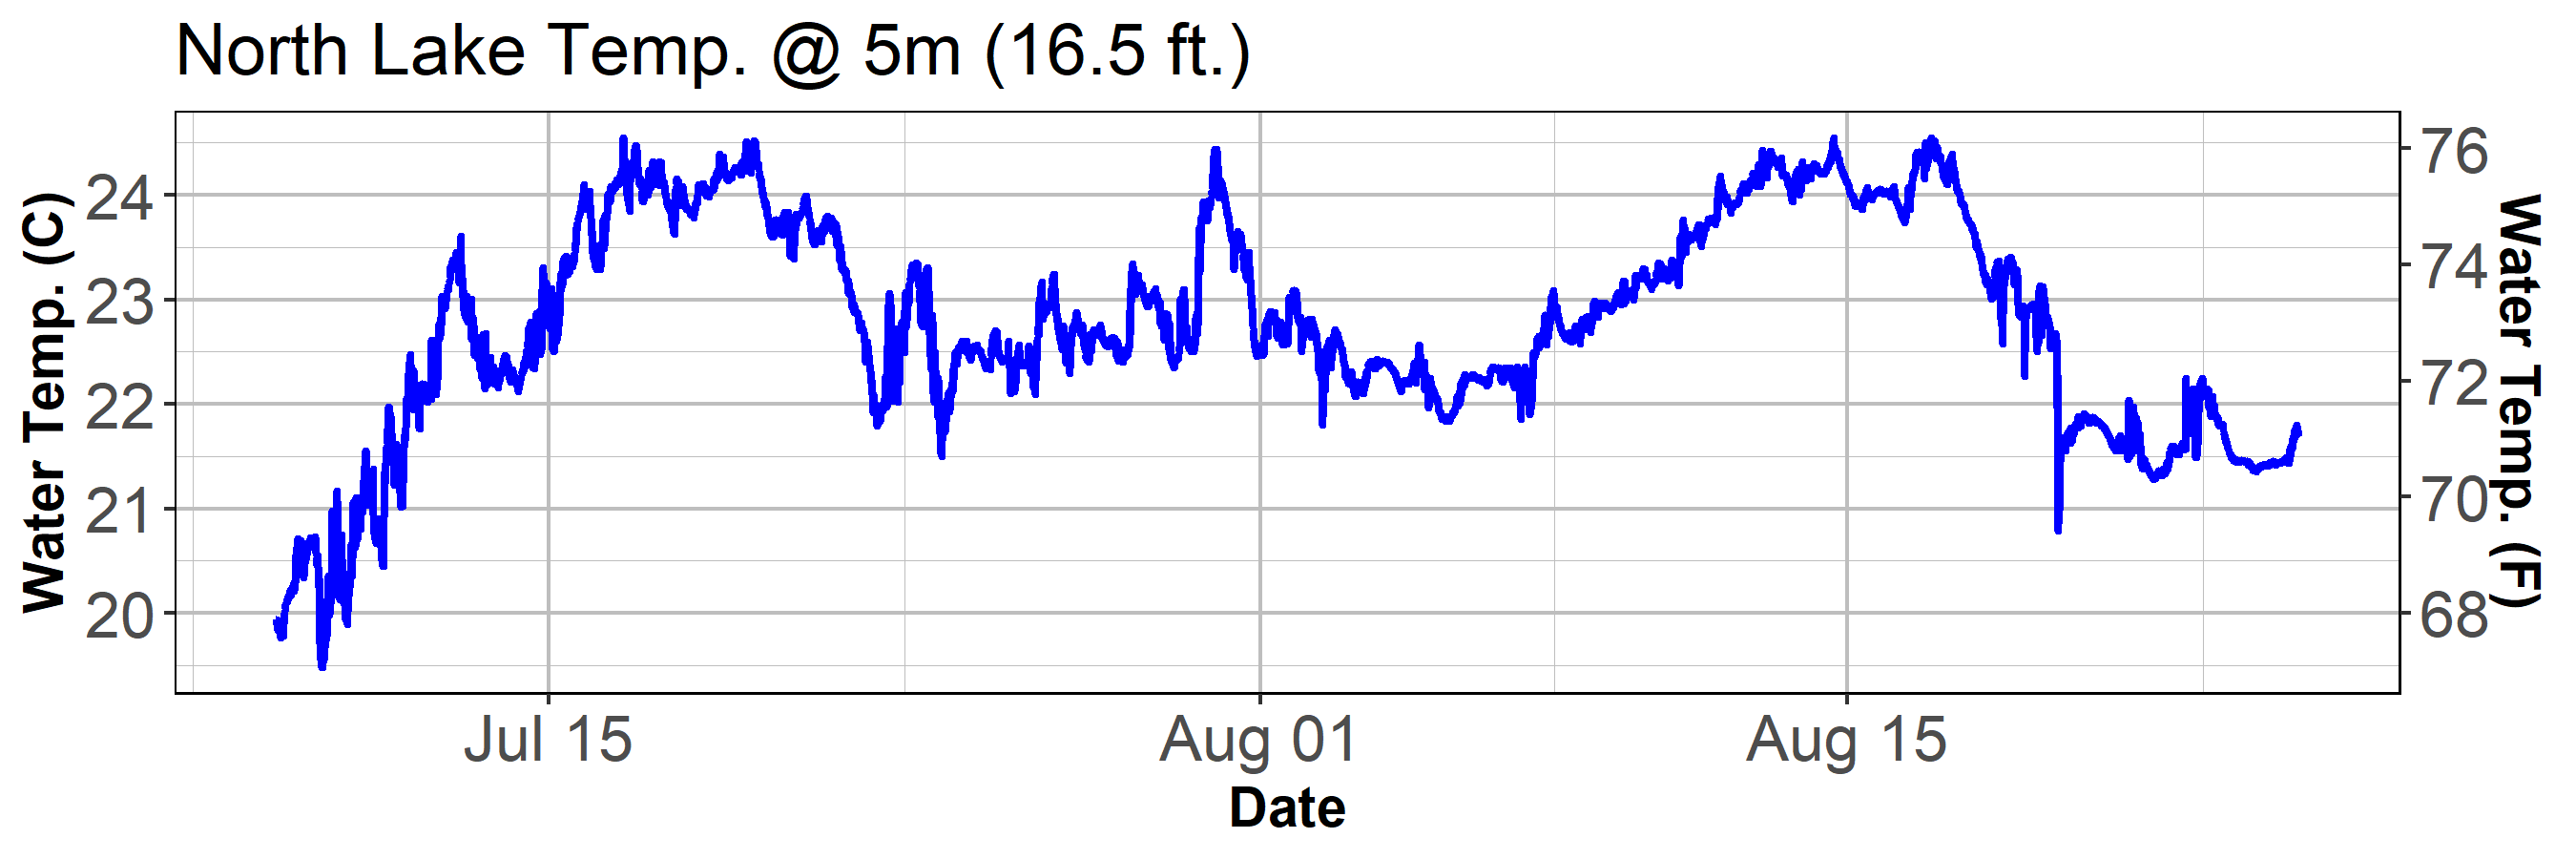 North Lake Temp. @ 5m (16.5 ft.)
Water Temp. (C)
24
23
22
21
20
76
74
72
70
68
Water Temp. (F)
Jul 15
Aug 01
Aug 15
Date